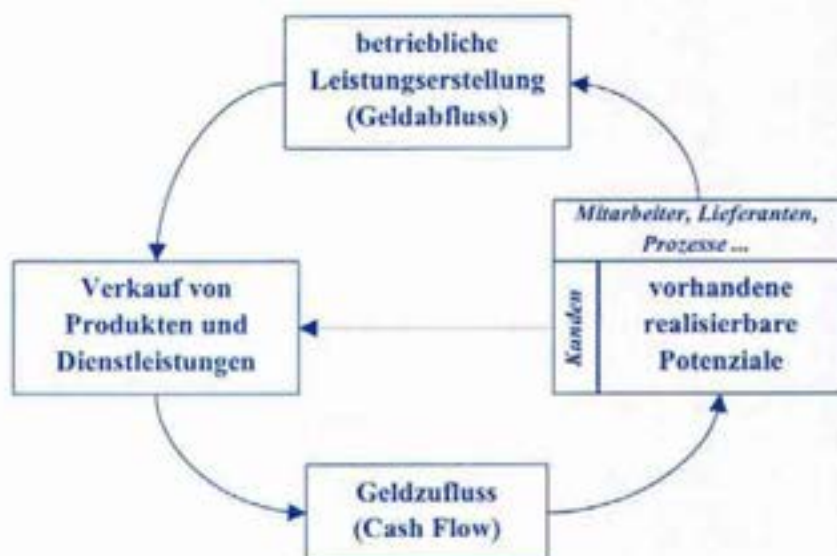 betriebliche
Leistungserstellung
(Geldabfluss)
Mitarbeiter, Lieferanten,
Prozesse ...
Verkauf von
Produkten und
Dienstleistungen
Kunden
vorhandene
realisierbare
Potenziale
Geldzufluss
(Cash Flow)